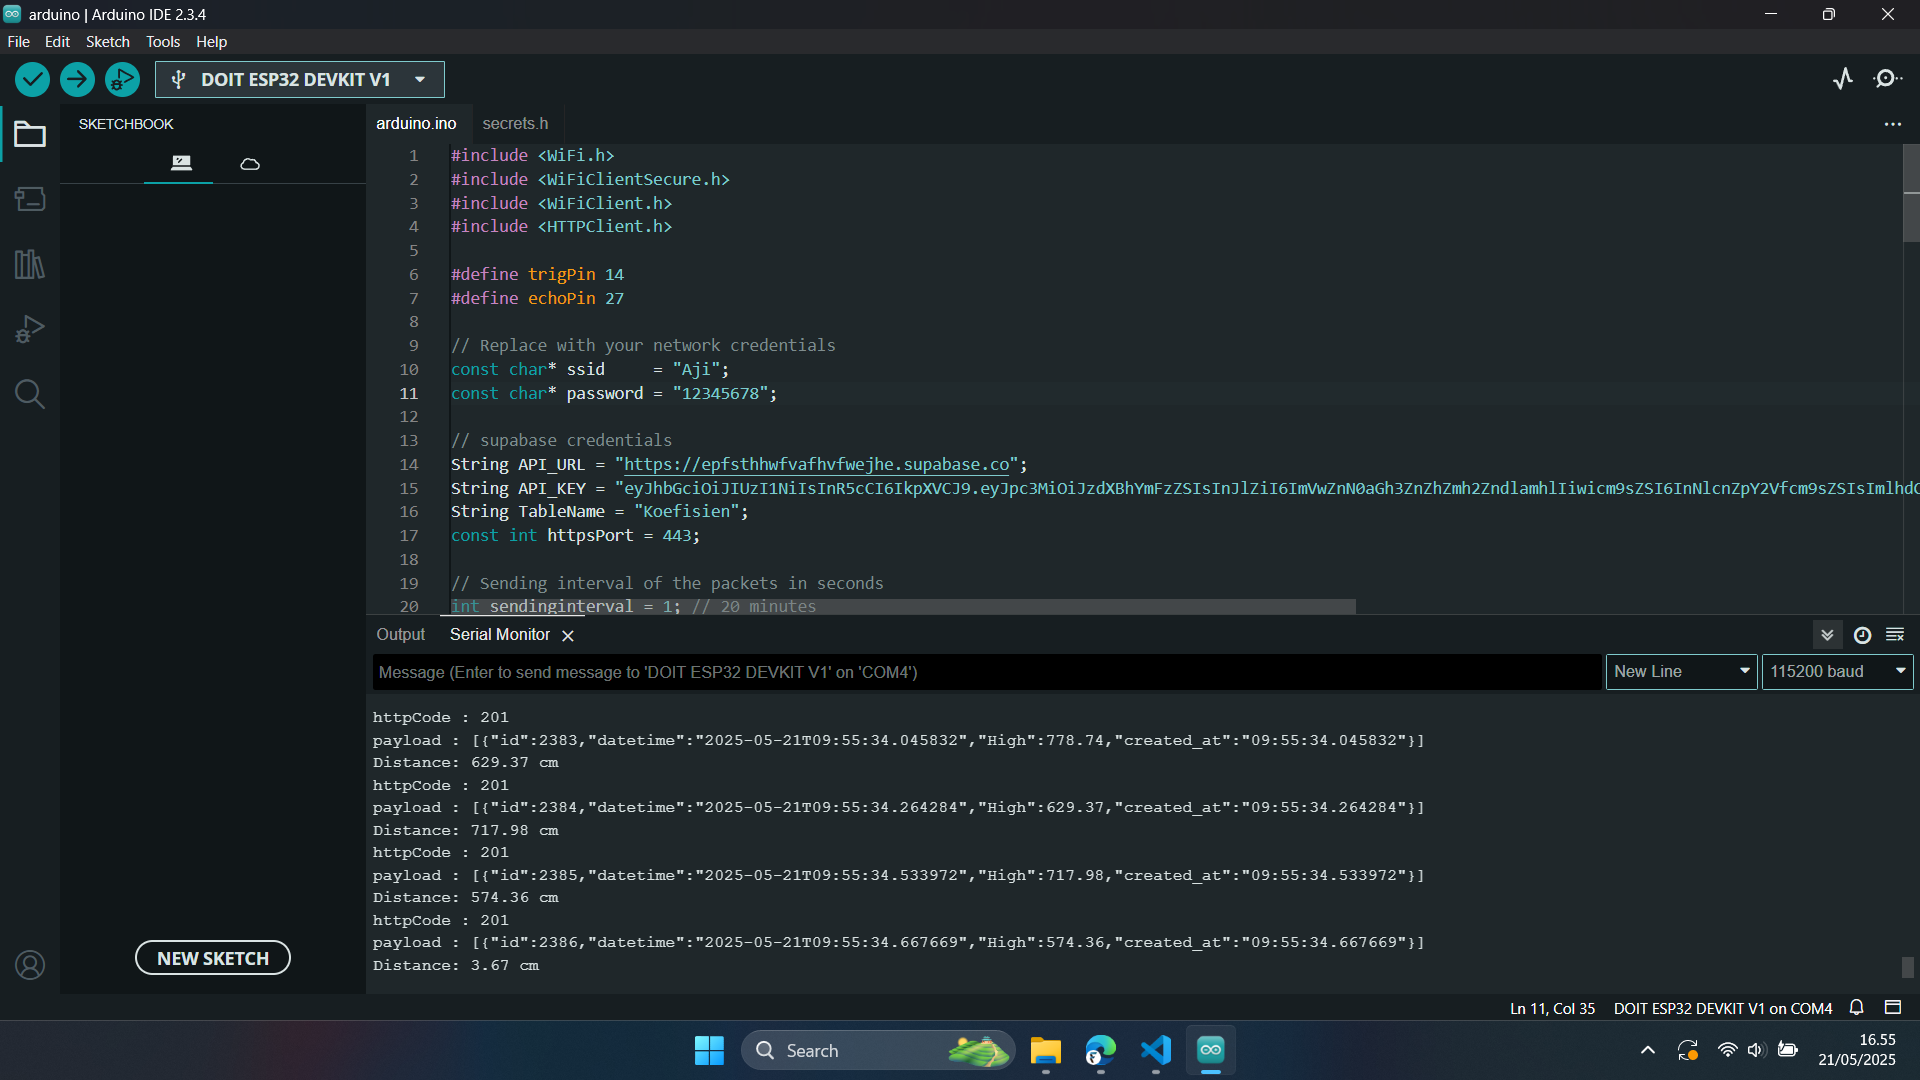 arduino | Arduino IDE 2.3.4
File Edit Sketch Tools Help
DOIT ESP32 DEVKIT V1
SKETCHBOOK
arduino.ino secrets.h
1 #include <WiFi.h>
2 #include <WiFiClientSecure.h>
3 #include <WiFiClient.h>
4 #include <HTTPClient.h>
5
6 #define trigPin 14
7 #define echoPin 27
8
9 // Replace with your network credentials
10 const char* ssid     = "Aji";
11 const char* password = "12345678";
12
13 // supabase credentials
14 String API_URL = "https://epfsthhwfvafhvfwejhe.supabase.co";
15 String API_KEY = "eyJhbGciOiJIUzI1NiIsInR5cCI6IkpXVCJ9.eyJpc3MiOiJzdXBhYmFzZSIsInJlZiI6ImVwZnN0aGh3ZnZhZmh2ZndlamhlIiwicm9sZSI6InNlcnZpY2Vfcm9sZSIsImlhdC
16 String TableName = "Koefisien";
17 const int httpsPort = 443;
18
19 // Sending interval of the packets in seconds
20 int sendinginterval = 1; // 20 minutes
Output Serial Monitor
Message (Enter to send message to 'DOIT ESP32 DEVKIT V1' on 'COM4')
New Line 115200 baud
httpCode : 201
payload : [{"id":2383,"datetime":"2025-05-21T09:55:34.045832","High":778.74,"created_at":"09:55:34.045832"}]
Distance: 629.37 cm
httpCode : 201
payload : [{"id":2384,"datetime":"2025-05-21T09:55:34.264284","High":629.37,"created_at":"09:55:34.264284"}]
Distance: 717.98 cm
httpCode : 201
payload : [{"id":2385,"datetime":"2025-05-21T09:55:34.533972","High":717.98,"created_at":"09:55:34.533972"}]
Distance: 574.36 cm
httpCode : 201
payload : [{"id":2386,"datetime":"2025-05-21T09:55:34.667669","High":574.36,"created_at":"09:55:34.667669"}]
Distance: 3.67 cm
NEW SKETCH
Ln 11, Col 35 DOIT ESP32 DEVKIT V1 on COM4
Search
16.55
21/05/2025